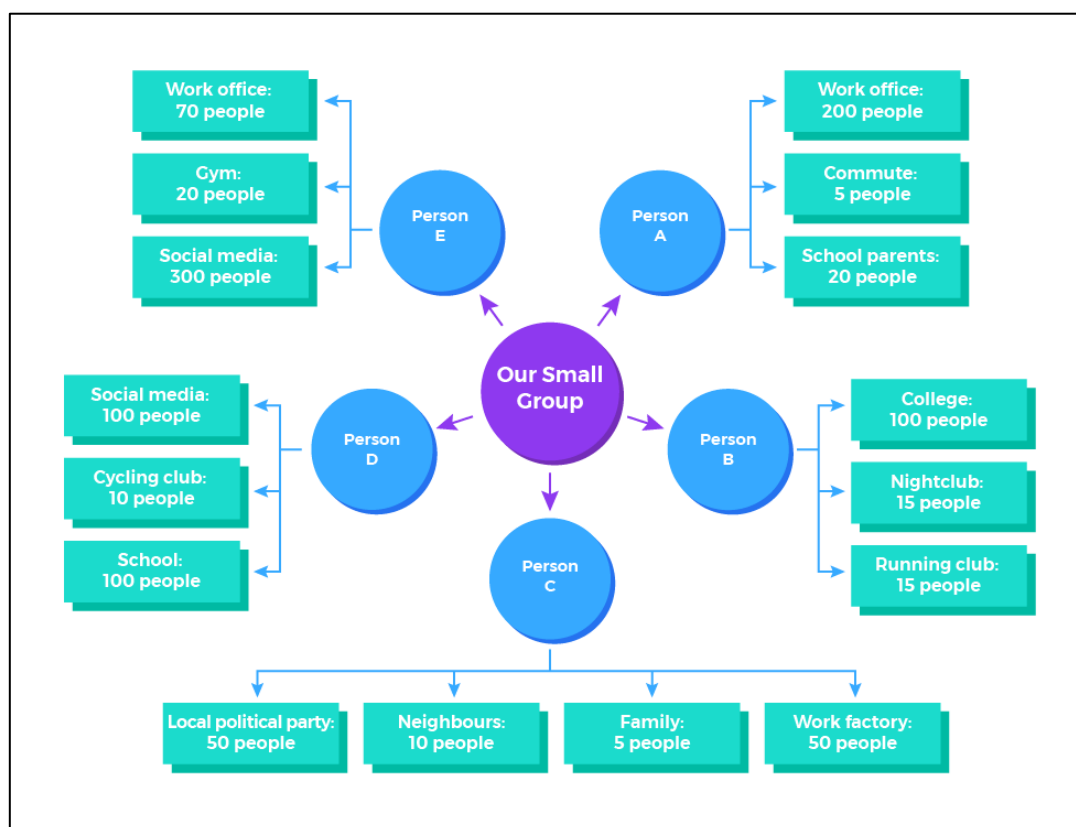 Work office:
70 people
Gym:
20 people
Social media:
300 people
Person
E
Work office:
200 people
Commute:
5 people
School parents:
20 people
Person
A
Our Small
Group
Social media:
100 people
Cycling club:
10 people
School:
100 people
Person
D
College:
100 people
Nightclub:
15 people
Running club:
15 people
Person
B
Person
C
Local political party:
50 people
Neighbours:
10 people
Family:
5 people
Work factory:
50 people